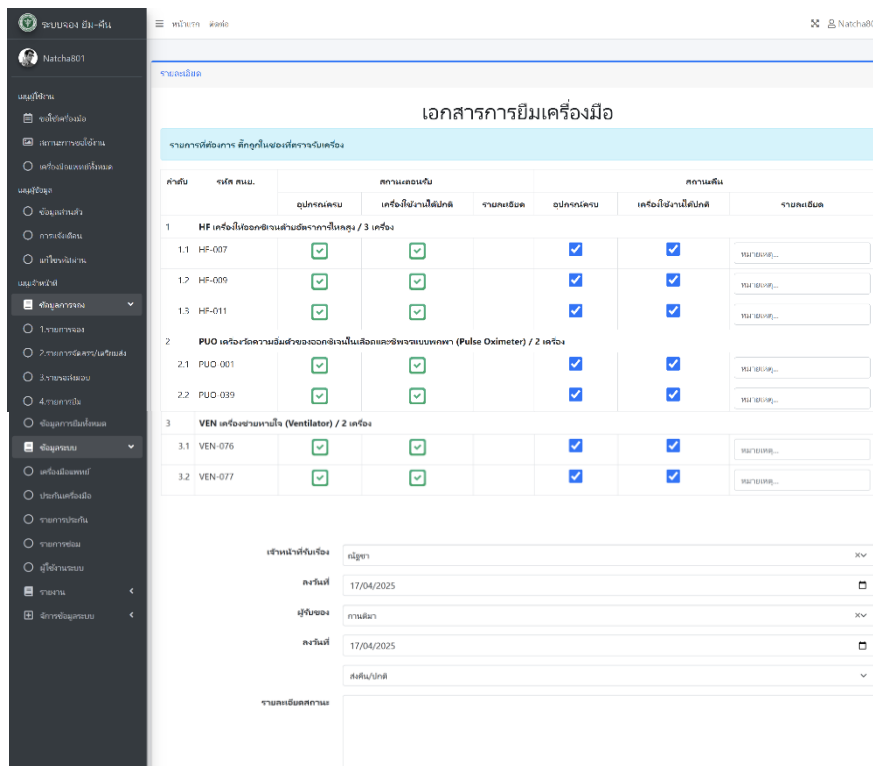 ระบบจอง ยืม-คืน
หน้าแรก ติดต่อ
Natcha80
Natcha801
รายละเอียด
เมนูผู้ใช้งาน
ขอใช้เครื่องมือ
สถานะการขอใช้งาน
เครื่องมือแพทย์ทั้งหมด
เมนูผู้ข้อมูล
ข้อมูลส่วนตัว
การแจ้งเตือน
แก้ไขรหัสผ่าน
เมนูเจ้าหน้าที่
ข้อมูลการจอง
1.รายการจอง
2.รายการจัดสรร/เตรียมส่ง
3.รายรอส่งมอบ
4.รายการยืม
ข้อมูลการยืมทั้งหมด
ข้อมูลระบบ
เครื่องมือแพทย์
ประเภทเครื่องมือ
รายการประกัน
รายการซ่อม
ผู้ใช้งานระบบ
รายงาน
จัการข้อมูลระบบ
เอกสารการยืมเครื่องมือ
รายการที่ต้องการ ติ๊กถูกในช่องที่ตรวจรับเครื่อง
ลำดับ รหัส ศนย. สถานะตอนรับ สถานะคืน
อุปกรณ์ครบ เครื่องใช้งานได้ปกติ รายละเอียด อุปกรณ์ครบ เครื่องใช้งานได้ปกติ รายละเอียด
1 HF เครื่องให้ออกซิเจนด้วยอัตราการไหลสูง / 3 เครื่อง
1.1 HF-007 หมายเหตุ...
1.2 HF-009 หมายเหตุ...
1.3 HF-011 หมายเหตุ...
2 PUO เครื่องวัดความอิ่มตัวของออกซิเจนในเลือดและชีพจรแบบพกพา (Pulse Oximeter) / 2 เครื่อง
2.1 PUO-001 หมายเหตุ...
2.2 PUO-039 หมายเหตุ...
3 VEN เครื่องช่วยหายใจ (Ventilator) / 2 เครื่อง
3.1 VEN-076 หมายเหตุ...
3.2 VEN-077 หมายเหตุ...
เจ้าหน้าที่รับเรื่อง ณัฐชา
ลงวันที่ 17/04/2025
ผู้รับของ กานติมา
ลงวันที่ 17/04/2025
ส่งคืน/ปกติ
รายละเอียดสถานะ